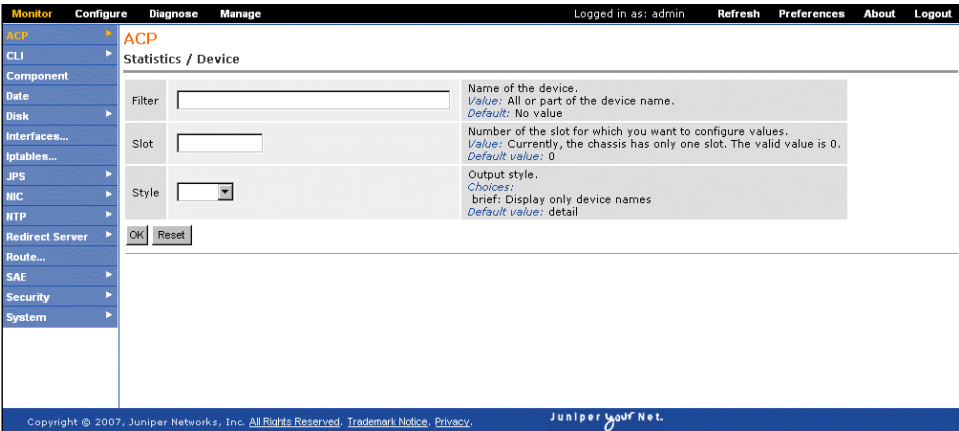 Monitor Configure Diagnose Manage Logged in as: admin Refresh Preferences About Logout
ACP
CLI
Component
Date
Disk
Interfaces...
Iptables...
JPS
NIC
NTP
Redirect Server
Route...
SAE
Security
System
ACP
Statistics / Device
Filter
Name of the device.
Value: All or part of the device name.
Default: No value
Slot
Number of the slot for which you want to configure values.
Value: Currently, the chassis has only one slot. The valid value is 0.
Default value: 0
Style
Output style.
Choices:
brief: Display only device names
Default value: detail
OK Reset
Copyright © 2007, Juniper Networks, Inc. All Rights Reserved. Trademark Notice. Privacy.
Juniper your Net.